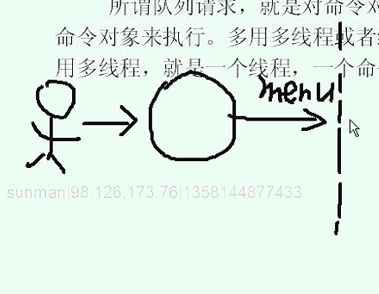 所谓队列请求，就是对命令对
命令对象来执行。多用多线程或者
用多线程，就是一个线程，一个命
menu
sunman|98.126.173.76|1358144877433